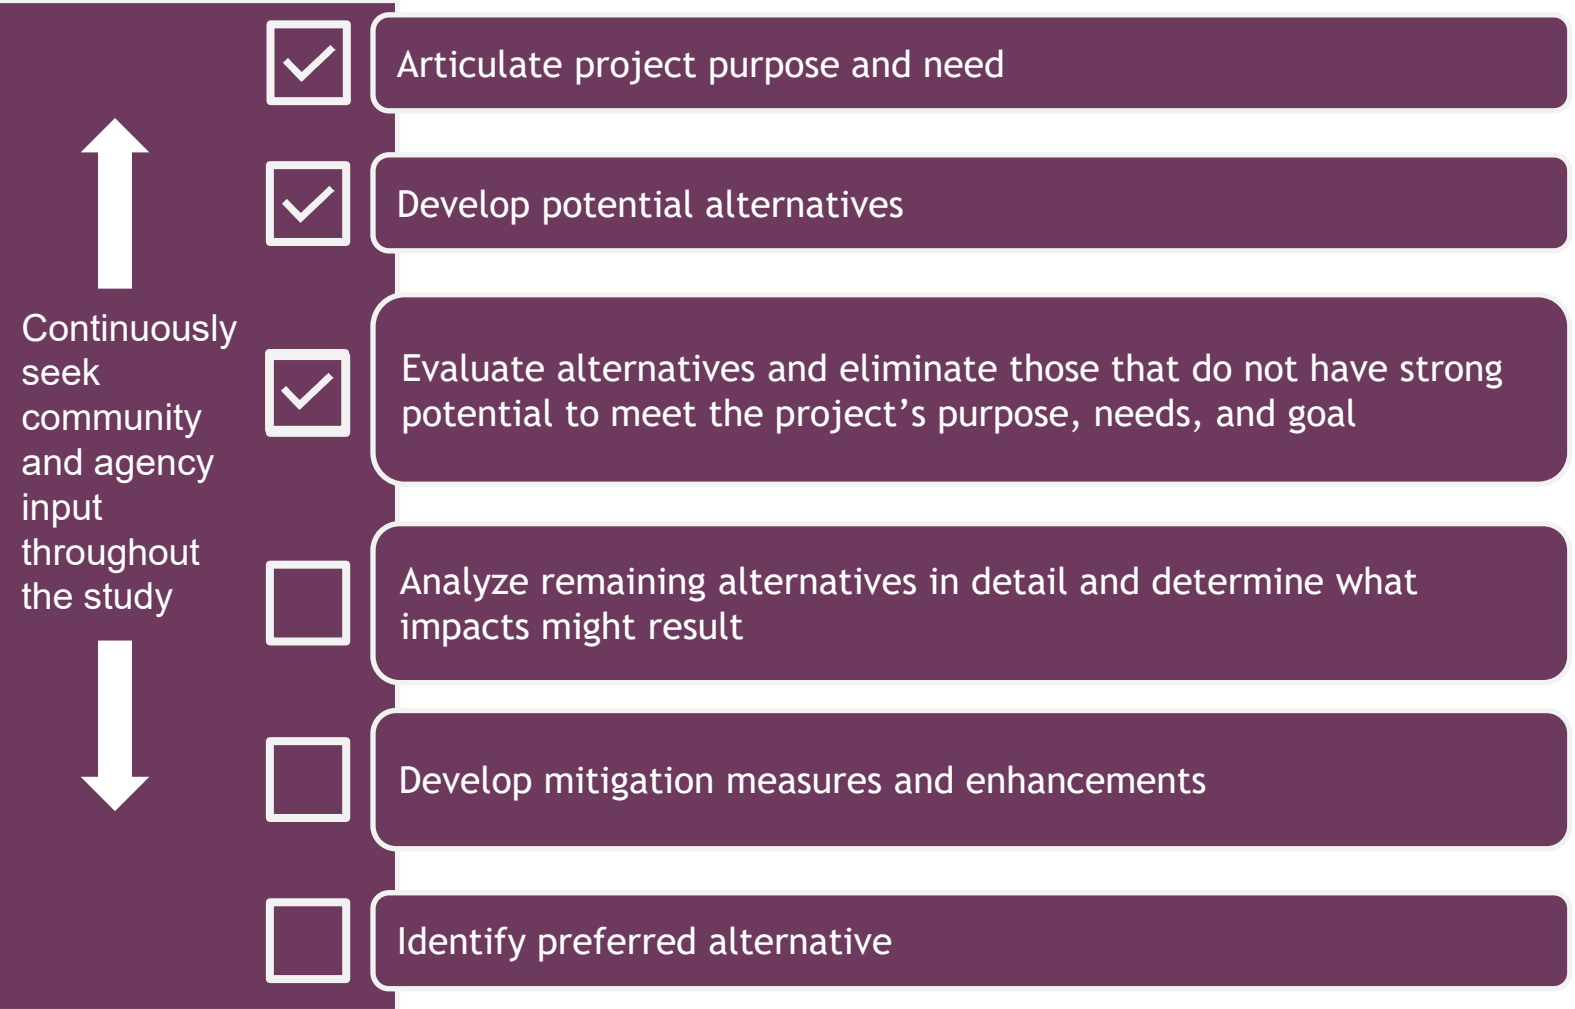 Articulate project purpose and need
Develop potential alternatives
Continuously
seek
community
and agency
input
throughout
the study
Evaluate alternatives and eliminate those that do not have strong
potential to meet the project’s purpose, needs, and goal
Analyze remaining alternatives in detail and determine what
impacts might result
Develop mitigation measures and enhancements
Identify preferred alternative